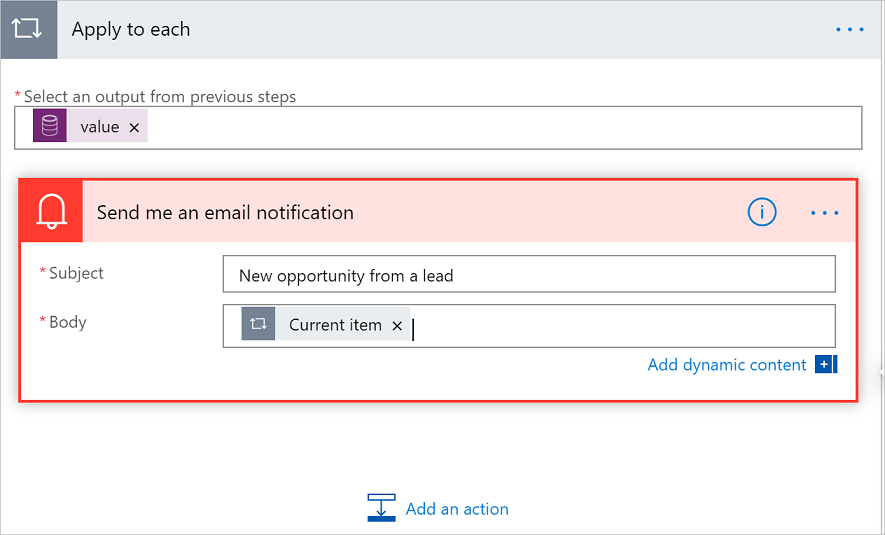 Apply to each
*Select an output from previous steps
value ×
Send me an email notification
*Subject
New opportunity from a lead
*Body
Current item ×
Add dynamic content
Add an action